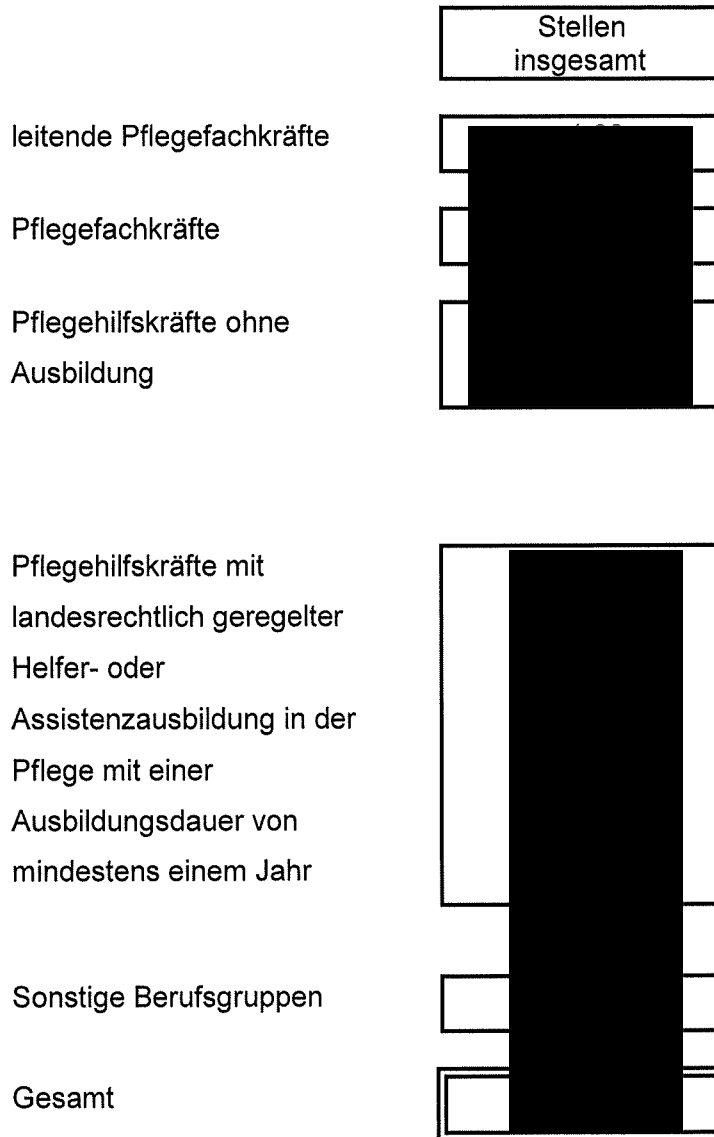 Stellen
insgesamt
leitende Pflegefachkräfte
Pflegefachkräfte
Pflegehilfskräfte ohne
Ausbildung
Pflegehilfskräfte mit
landesrechtlich geregelter
Helfer- oder
Assistenzausbildung in der
Pflege mit einer
Ausbildungsdauer von
mindestens einem Jahr
Sonstige Berufsgruppen
Gesamt